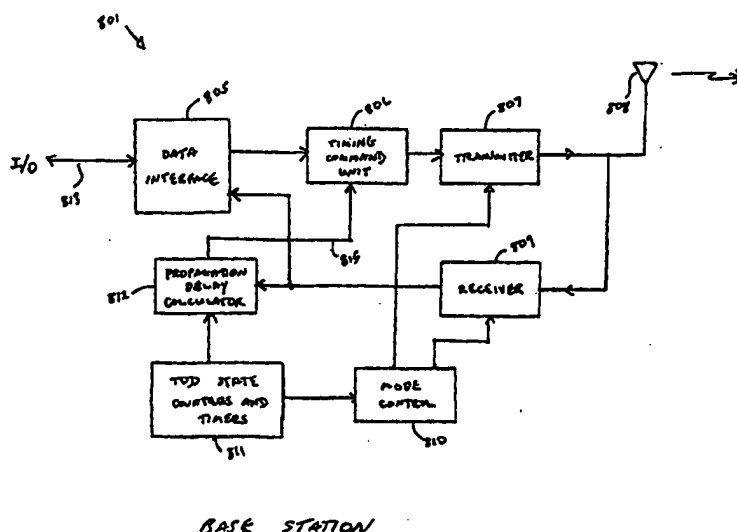 801
805
806
807
808
I/O
813
DATA
INTERFACE
TIMING
COMMAND
UNIT
TRANSMITTER
815
809
812
PROPAGATION
DELAY
CALCULATOR
RECEIVER
TDD STATE
COUNTERS AND
TIMERS
811
MODE
CONTROL
810
BASE STATION